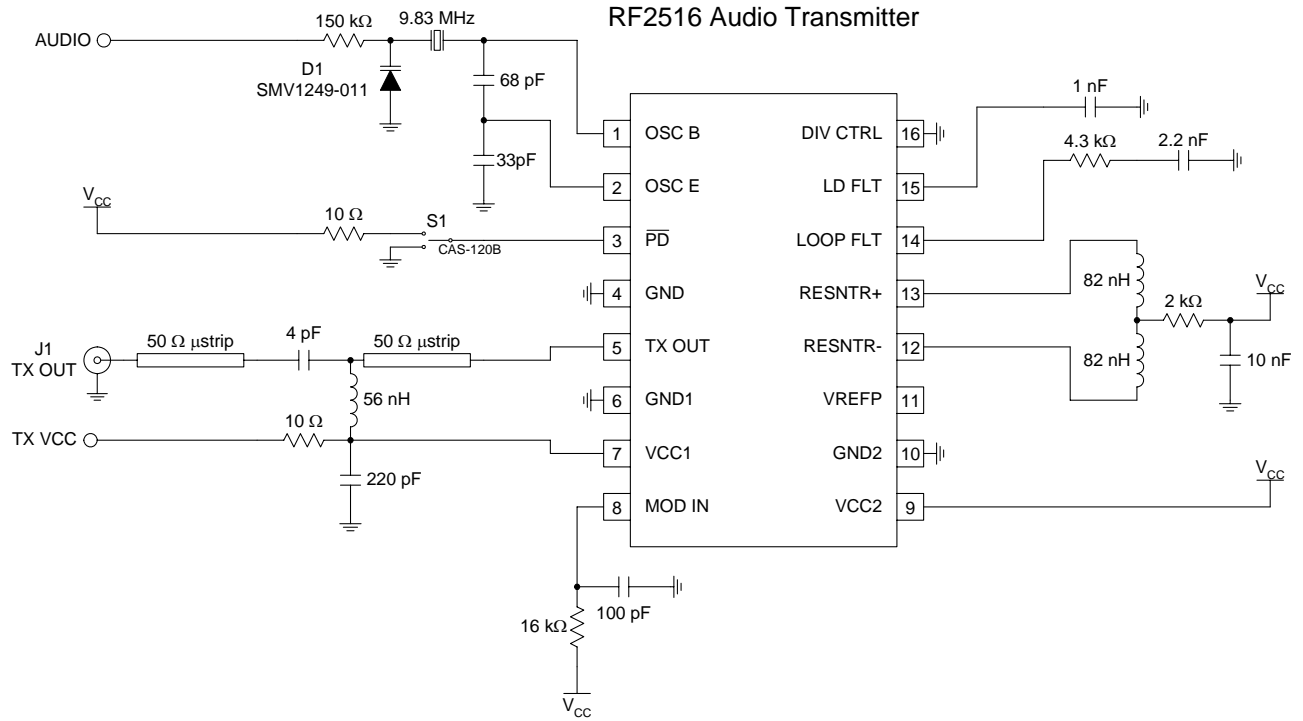 RF2516 Audio Transmitter
AUDIO
150 kΩ
9.83 MHz
D1
SMV1249-011
68 pF
33pF
1 nF
4.3 kΩ
2.2 nF
1 OSC B
2 OSC E
3 PD
4 GND
5 TX OUT
6 GND1
7 VCC1
8 MOD IN
DIV CTRL 16
LD FLT 15
LOOP FLT 14
RESNTR+ 13
RESNTR- 12
VREFP 11
GND2 10
VCC2 9
VCC
10 Ω
S1
CAS-120B
J1
TX OUT
50 Ω µstrip
4 pF
50 Ω µstrip
56 nH
TX VCC
10 Ω
220 pF
100 pF
16 kΩ
VCC
82 nH
82 nH
2 kΩ
VCC
10 nF
VCC